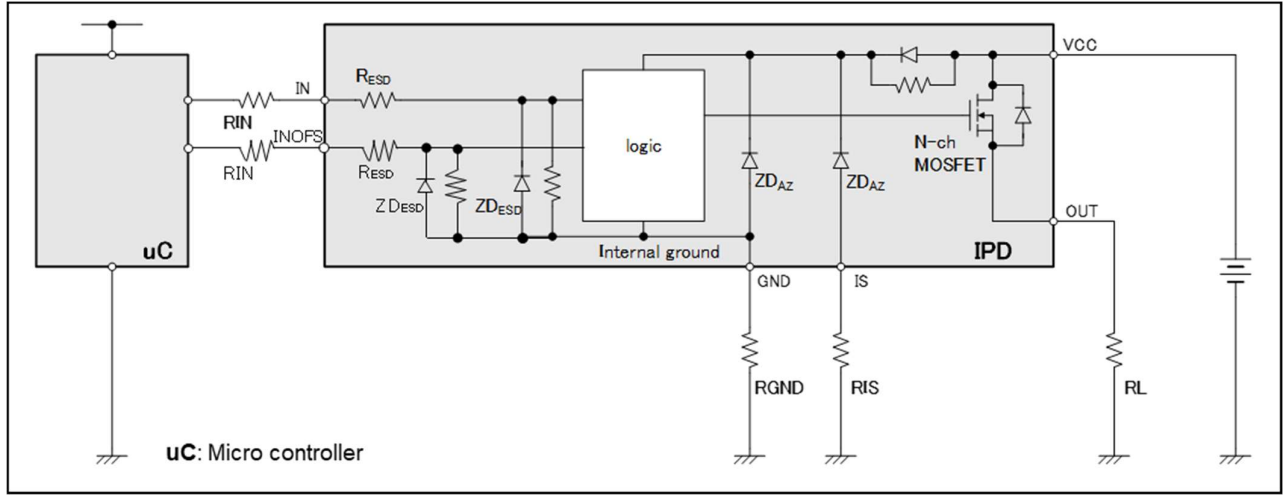 VCC
IN
RESD
RIN
INOFS
N-ch
MOSFET
logic
RIN
RESD
ZDAZ
ZDAZ
ZDESD
ZDESD
OUT
uC
Internal ground
IPD
GND
IS
RGND
RIS
RL
uC: Micro controller